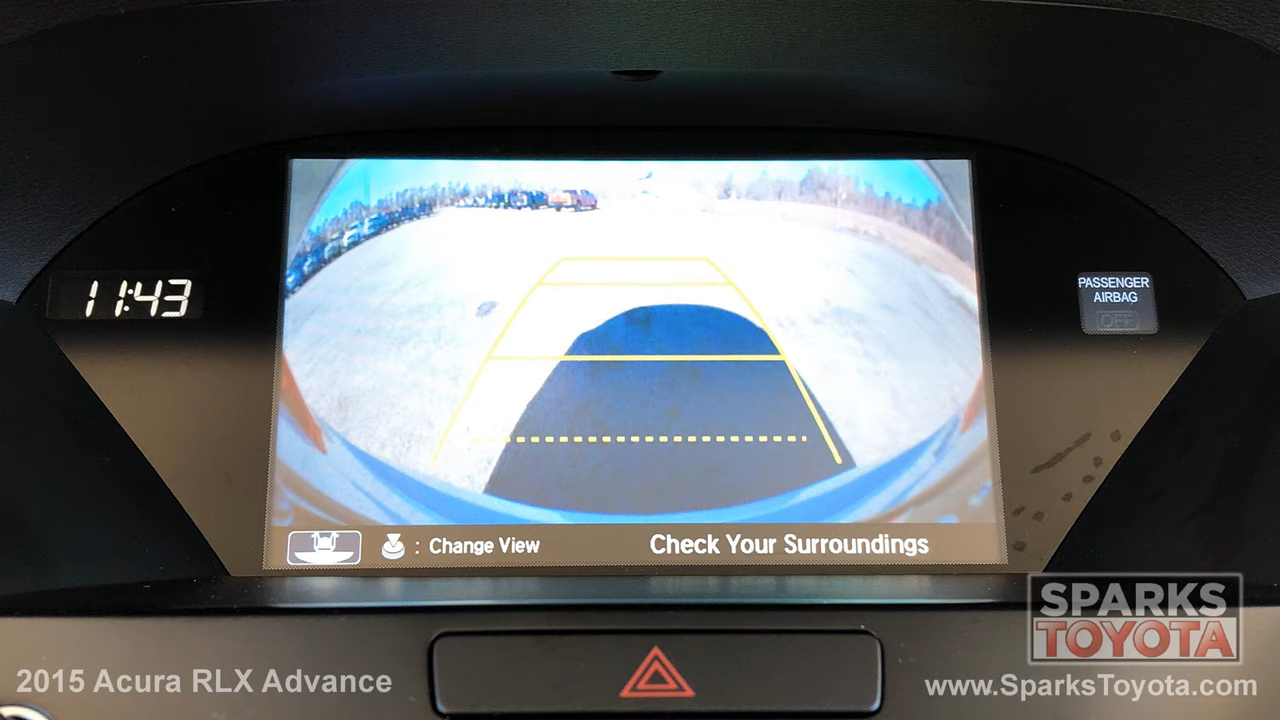 11:43
PASSENGER
AIRBAG
OFF
: Change View
Check Your Surroundings
SPARKS
TOYOTA
2015 Acura RLX Advance
www.SparksToyota.com